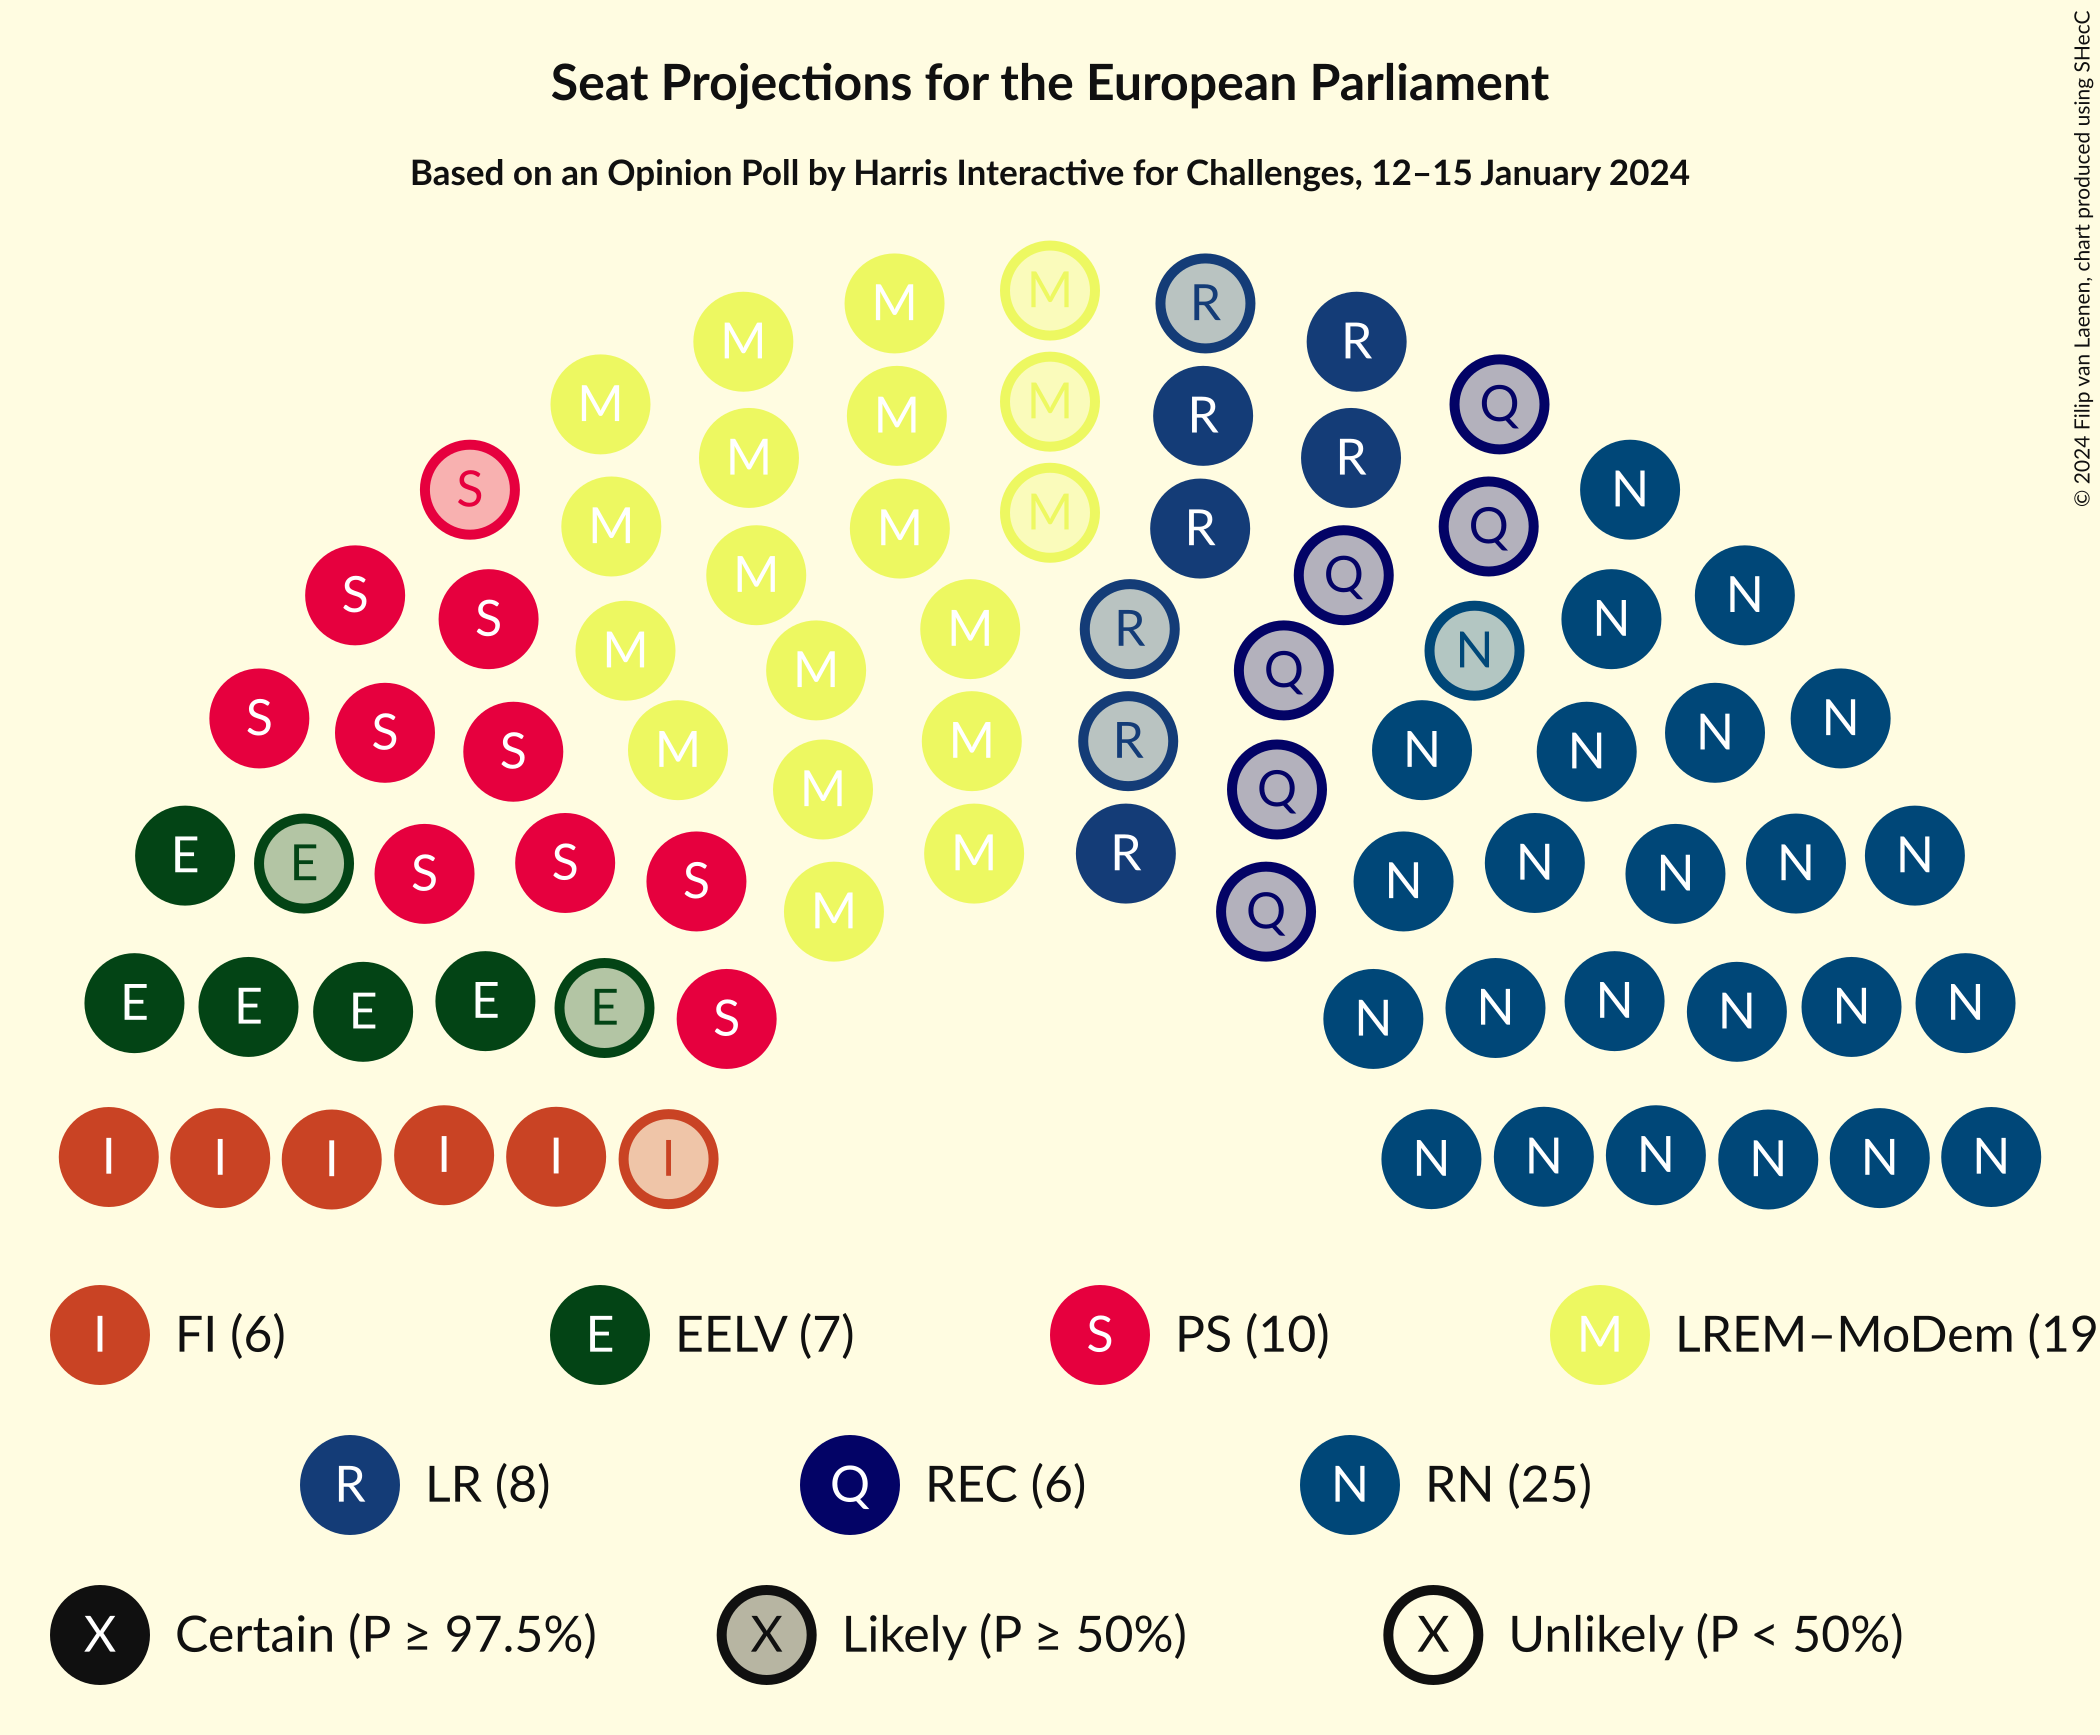 Seat Projections for the European Parliament
Based on an Opinion Poll by Harris Interactive for Challenges, 12–15 January 2024
© 2024 Filip van Laenen, chart produced using SHecC
M
M M R R
M M Q
M R
M M R
S M N
M M R Q
M Q
S S N N
M R
M M Q
S S S M M R N N N N
M Q
E E S S S M R N N N N N
M Q
E E E E E S N N N N N N
I I I I I I N N N N N N
I FI (6) E EELV (7) S PS (10) M LREM–MoDem (19
R LR (8) Q REC (6) N RN (25)
X Certain (P ≥ 97.5%) X Likely (P ≥ 50%) X Unlikely (P < 50%)